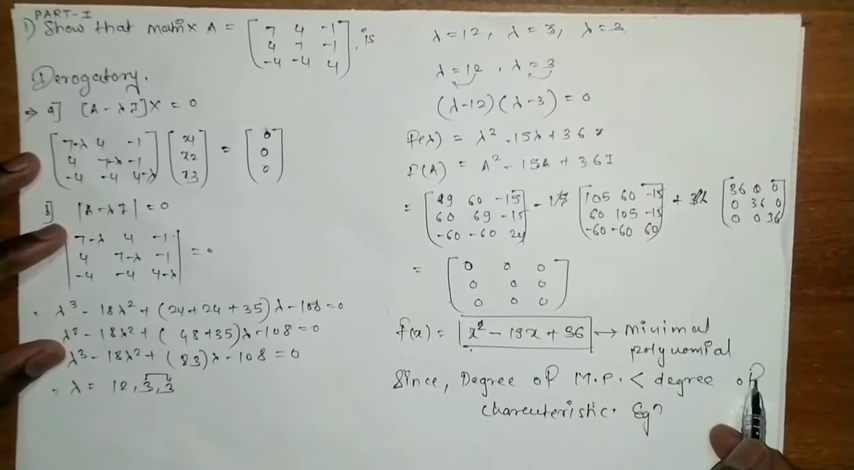 PART-I
1) Show that matrix A = [ 7 4 -1 ], is
[ 4 7 -1 ]
[ -4 -4 4 ]
Derogatory.
→ a] [A - λI]X = 0
[ 7-λ 4 -1 ] [ x1 ] = [ 0 ]
[ 4 7-λ -1 ] [ x2 ] [ 0 ]
[ -4 -4 4-λ ] [ x3 ] [ 0 ]
|A-λI| = 0
| 7-λ 4 -1 |
| 4 7-λ -1 | = 0
| -4 -4 4-λ |
= λ³ - 18λ² + (24+24+35)λ - 108 = 0
λ³ - 18λ² + ( 48+35)λ - 108 = 0
λ³ - 18λ² + (83)λ - 108 = 0
= λ = 12, 3, 3
λ = 12, λ = 3, λ = 3
λ = 12, λ = 3
(λ-12)(λ-3) = 0
f(λ) = λ² - 15λ + 36
f(A) = A² - 15A + 36I
= [ 69 60 -15 ] - [ 105 60 -15 ] + [ 36 0 0 ]
[ 60 69 -15 ] [ 60 105 -15 ] [ 0 36 0 ]
[ -60 -60 24 ] [ -60 -60 60 ] [ 0 0 36 ]
= [ 0 0 0 ]
[ 0 0 0 ]
[ 0 0 0 ]
f(x) = x² - 15x + 36 → minimal
polynomial
Since, Degree of M.P. < degree of
charcuteristic. Eqn